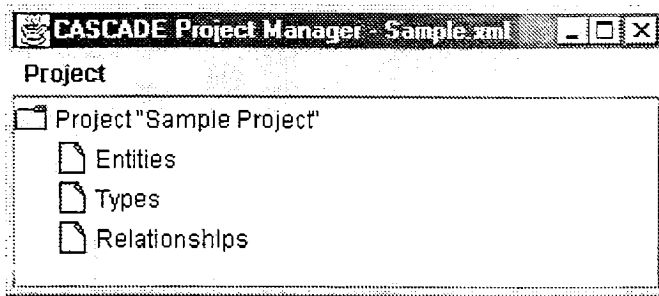 CASCADE Project Manager - Sample.xml
Project
Project "Sample Project"
Entities
Types
Relationships